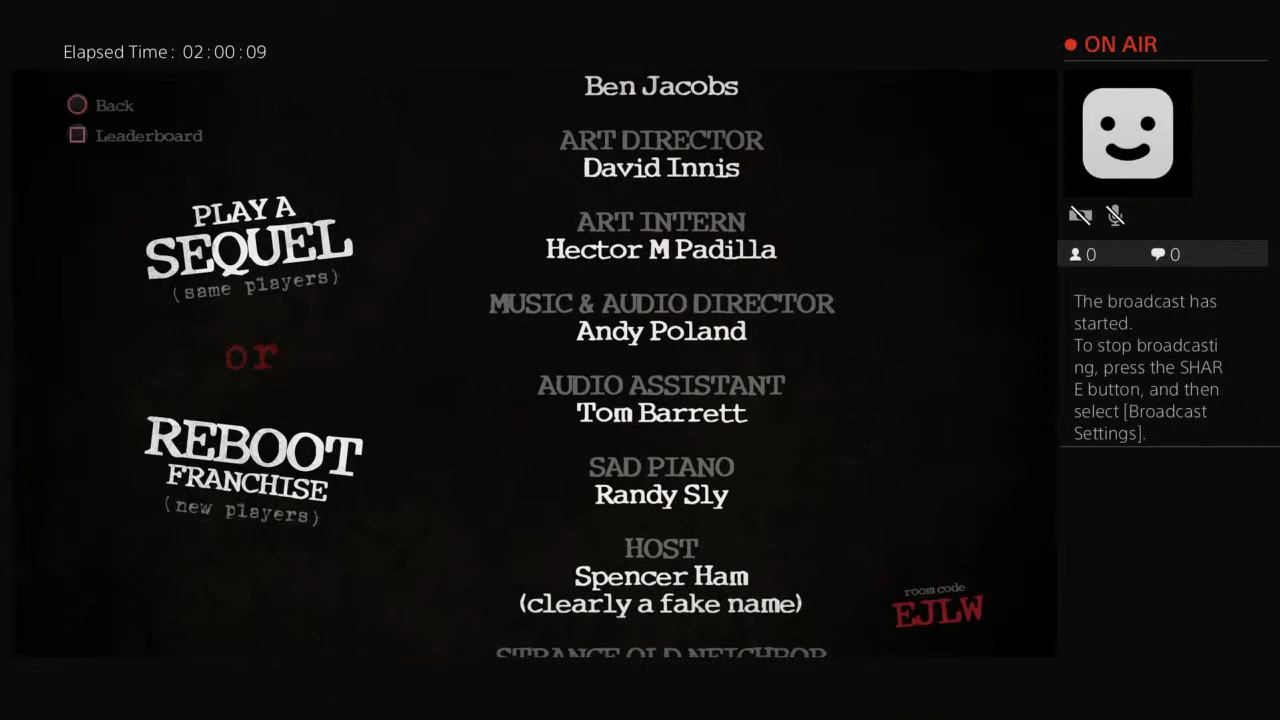 Elapsed Time: 02:00:09
Back
Leaderboard
PLAY A
SEQUEL
(same players)
or
REBOOT
FRANCHISE
(new players)
Ben Jacobs
ART DIRECTOR
David Innis
ART INTERN
Hector M Padilla
MUSIC & AUDIO DIRECTOR
Andy Poland
AUDIO ASSISTANT
Tom Barrett
SAD PIANO
Randy Sly
HOST
Spencer Ham
(clearly a fake name)
STRANGE OLD NEIGHBOR
room code
EJLW
ON AIR
0
0
The broadcast has
started.
To stop broadcasti
ng, press the SHAR
E button, and then
select [Broadcast
Settings].